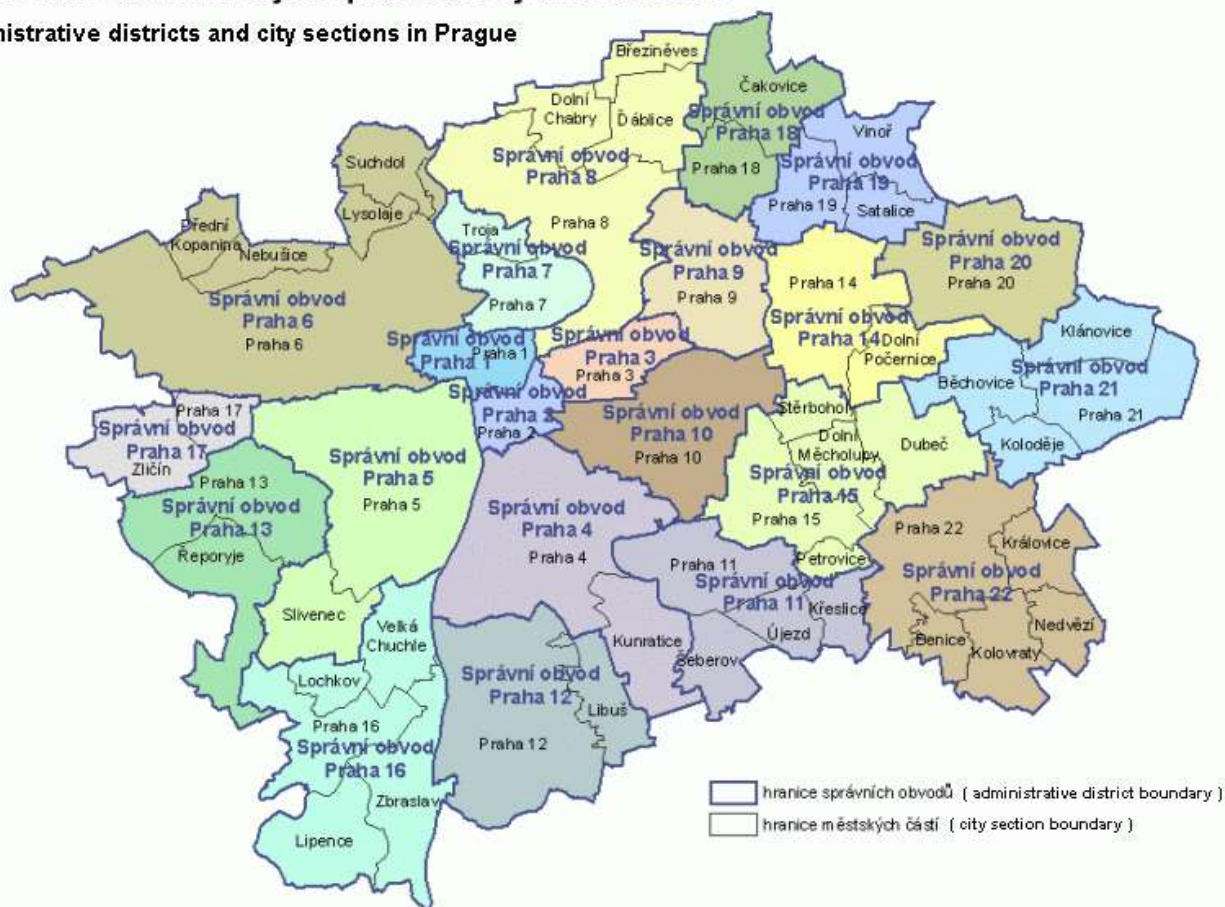 nistrative districts and city sections in Prague
Březiněves
Čakovice
Dolní
Chabry
Ďáblice
Správní obvod
Praha 18
Vinoř
Suchdol
Správní obvod
Praha 8
Praha 18
Správní obvod
Praha 19
Lysolaje
Praha 19
Satalice
Přední
Kopanina
Nebušice
Troja
Praha 8
Správní obvod
Praha 7
Správní obvod
Praha 9
Správní obvod
Praha 20
Praha 20
Praha 14
Správní obvod
Praha 6
Praha 7
Praha 9
Praha 6
Správní obvod
Praha 1
Praha 1
Správní obvod
Praha 3
Praha 3
Správní obvod
Praha 14
Dolní
Počernice
Klánovice
Správní obvod
Praha 21
Běchovice
Praha 21
Koloděje
Správní obvod
Praha 2
Praha 2
Praha 17
Správní obvod
Praha 17
Zličín
Správní obvod
Praha 10
Praha 10
Štěrboholy
Dolní
Měcholupy
Dubeč
Správní obvod
Praha 5
Praha 5
Praha 13
Správní obvod
Praha 13
Řeporyje
Správní obvod
Praha 15
Praha 15
Petrovice
Správní obvod
Praha 4
Praha 4
Praha 22
Královice
Správní obvod
Praha 22
Praha 11
Správní obvod
Praha 11
Křeslice
Újezd
Nedvězí
Benice
Kolovraty
Slivenec
Velká
Chuchle
Kunratice
Šeberov
Lochkov
Správní obvod
Praha 12
Libuš
Praha 12
Praha 16
Správní obvod
Praha 16
Zbraslav
Lipence
hranice správních obvodů ( administrative district boundary )
hranice městských částí ( city section boundary )